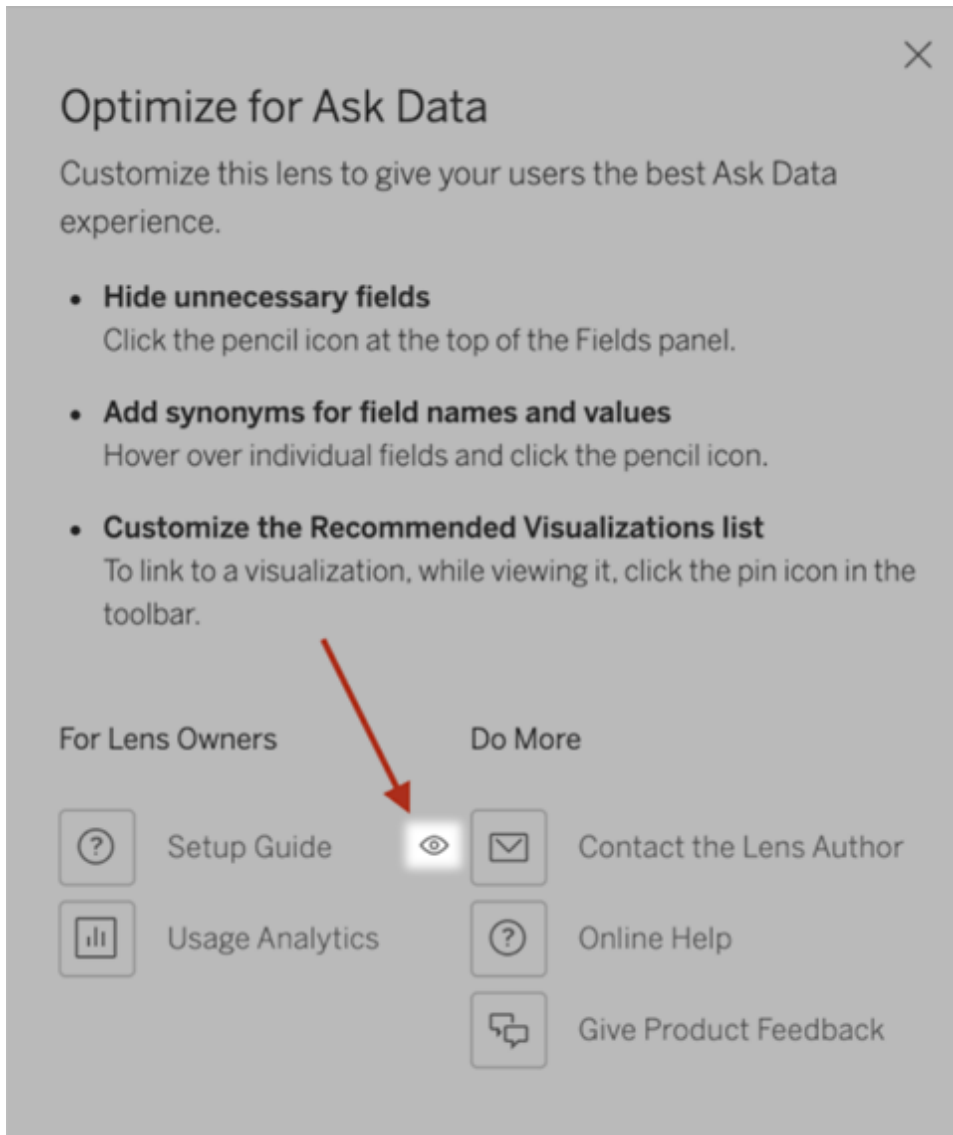 Optimize for Ask Data
Customize this lens to give your users the best Ask Data
experience.
• Hide unnecessary fields
Click the pencil icon at the top of the Fields panel.
• Add synonyms for field names and values
Hover over individual fields and click the pencil icon.
• Customize the Recommended Visualizations list
To link to a visualization, while viewing it, click the pin icon in the
toolbar.
For Lens Owners
Setup Guide
Usage Analytics
Do More
Contact the Lens Author
Online Help
Give Product Feedback